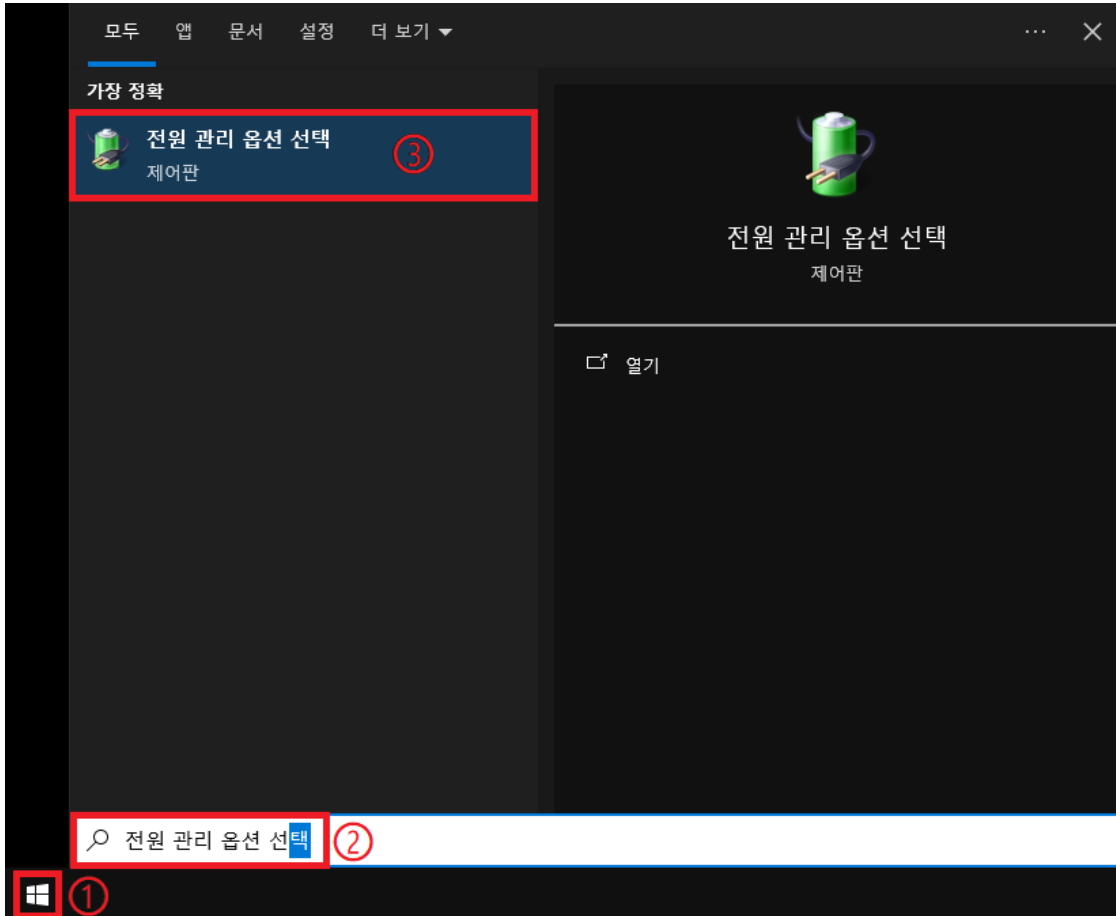 모두 앱 문서 설정 더 보기
가장 정확
전원 관리 옵션 선택
제어판
③
전원 관리 옵션 선택
제어판
열기
전원 관리 옵션 선택 ②
①